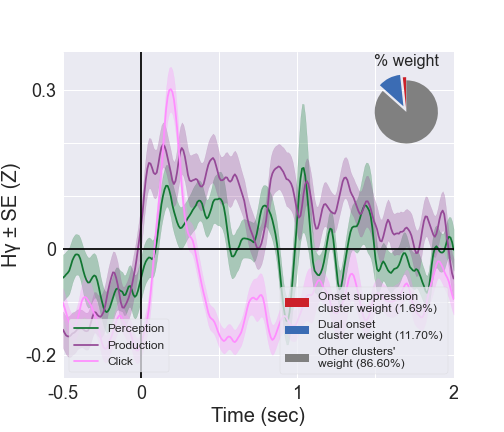 % weight
Hγ ± SE (Z)
0.3
0
-0.2
Perception
Production
Click
Onset suppression
cluster weight (1.69%)
Dual onset
cluster weight (11.70%)
Other clusters'
weight (86.60%)
-0.5
0
1
2
Time (sec)